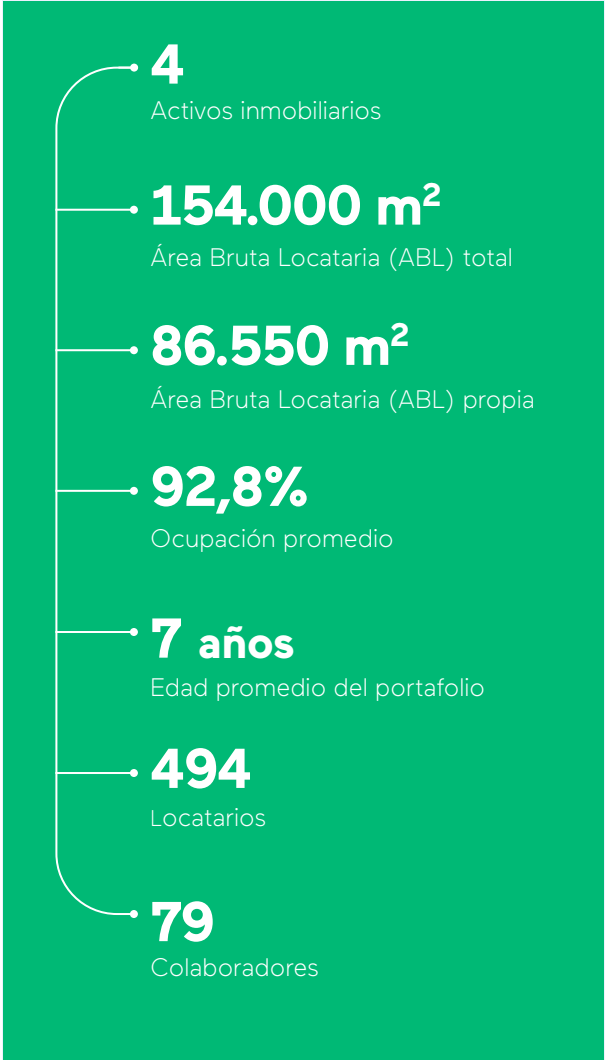 4
Activos inmobiliarios
154.000 m²
Área Bruta Locataria (ABL) total
86.550 m²
Área Bruta Locataria (ABL) propia
92,8%
Ocupación promedio
7 años
Edad promedio del portafolio
494
Locatarios
79
Colaboradores